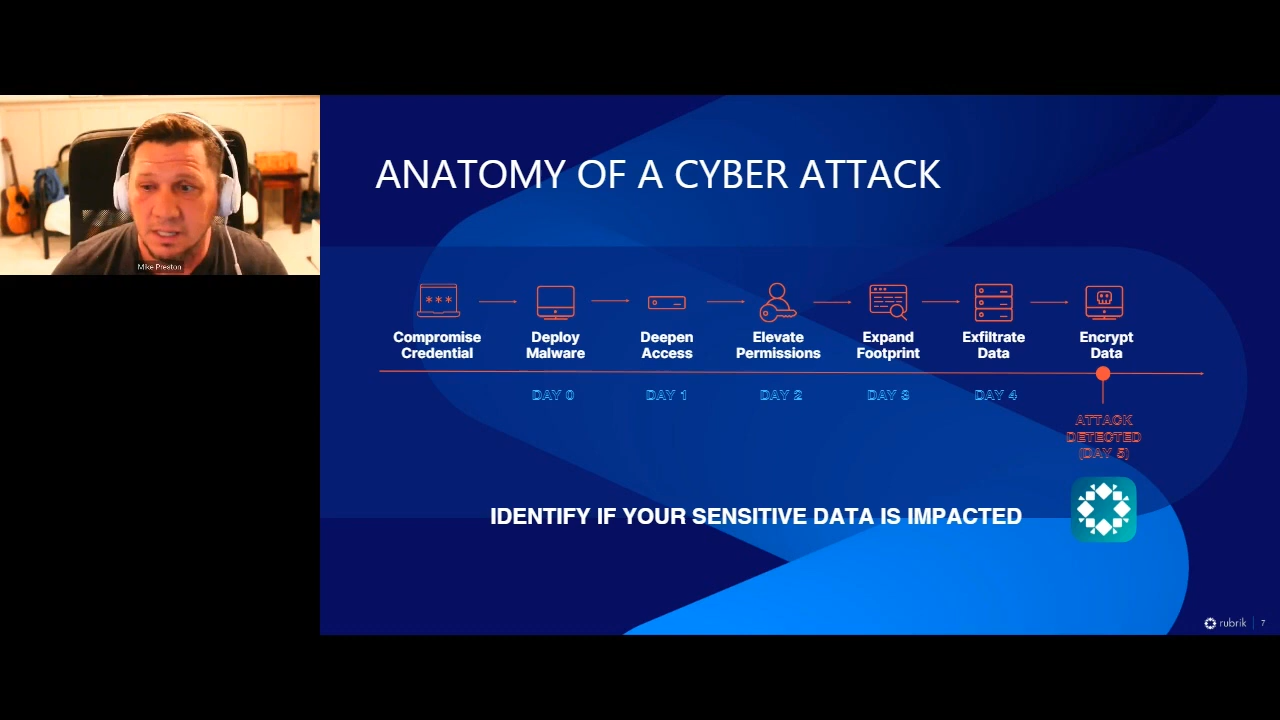 Mike Preston
ANATOMY OF A CYBER ATTACK
***
Compromise
Credential
Deploy
Malware
Deepen
Access
Elevate
Permissions
Expand
Footprint
Exfiltrate
Data
Encrypt
Data
DAY 0
DAY 1
DAY 2
DAY 3
DAY 4
ATTACK
DETECTED
(DAY 5)
IDENTIFY IF YOUR SENSITIVE DATA IS IMPACTED
rubrik 7